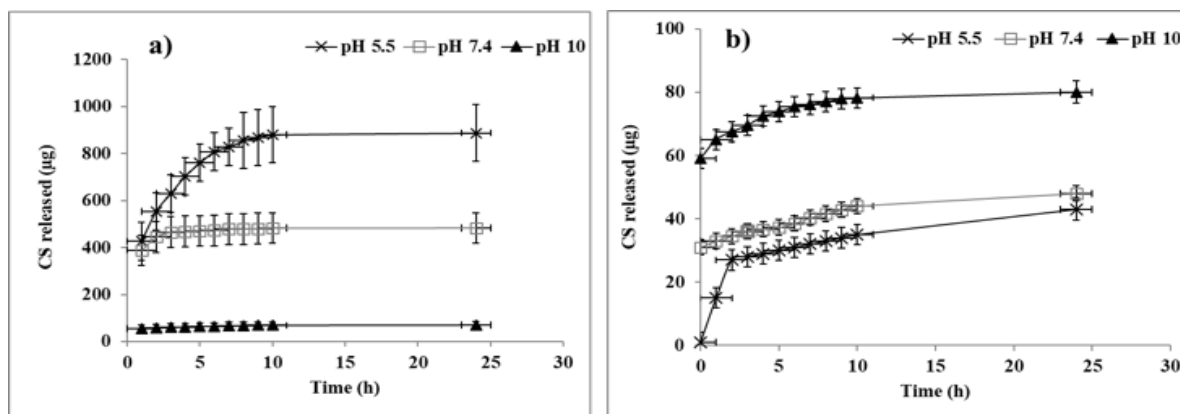 a)
pH 5.5 pH 7.4 pH 10
1200
1000
800
600
400
200
0
CS released (µg)
0 5 10 15 20 25 30
Time (h)
b)
pH 5.5 pH 7.4 pH 10
100
80
60
40
20
0
CS released (µg)
0 5 10 15 20 25 30
Time (h)